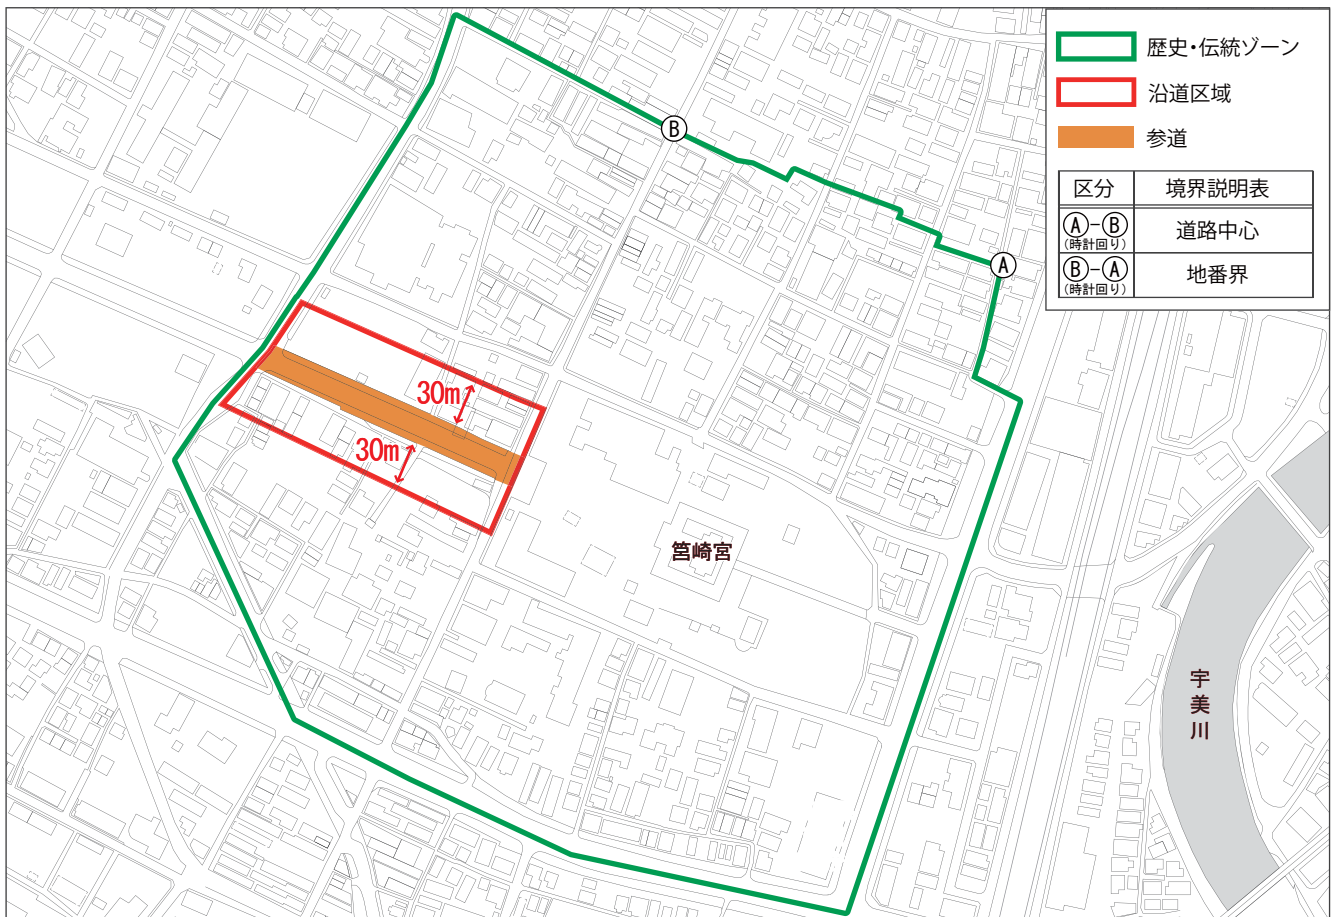 歴史・伝統ゾーン
沿道区域
参道
区分 境界説明表
Ⓐ-Ⓑ
(時計回り)
道路中心
Ⓑ-Ⓐ
(時計回り)
地番界
Ⓑ
Ⓐ
30m
30m
筥崎宮
宇美川